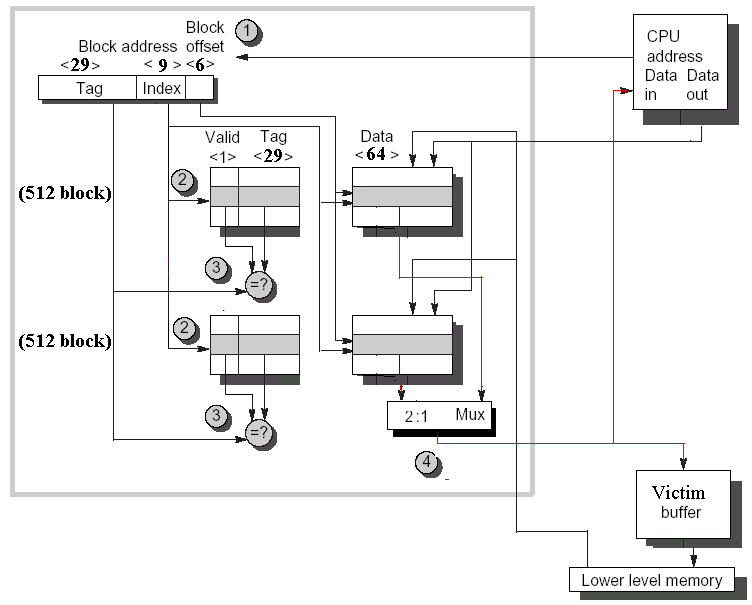 Block
Block address offset
<29> < 9 > <6>
Tag Index
1
CPU
address
Data Data
in out
Valid Tag
<1> <29>
Data
<64 >
(512 block)
2
3
=?
(512 block)
2
3
=?
2:1 Mux
4
Victim
buffer
Lower level memory